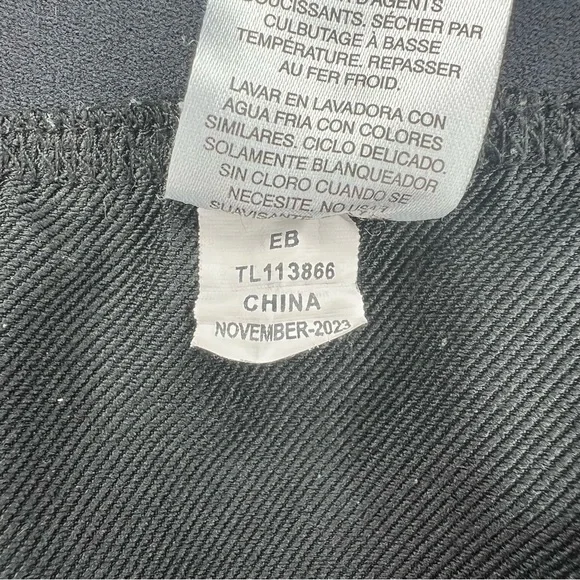 D'AGENTS
SÉCHER PAR
CULBUTAGE À BASSE
TEMPÉRATURE. REPASSER
AU FER FROID.
LAVAR EN LAVADORA CON
AGUA FRIA CON COLORES
SIMILARES. CICLO DELICADO.
SOLAMENTE BLANQUEADOR
SIN CLORO CUANDO SE
NECESITE, NO
EB
TL113866
CHINA
NOVEMBER-2023